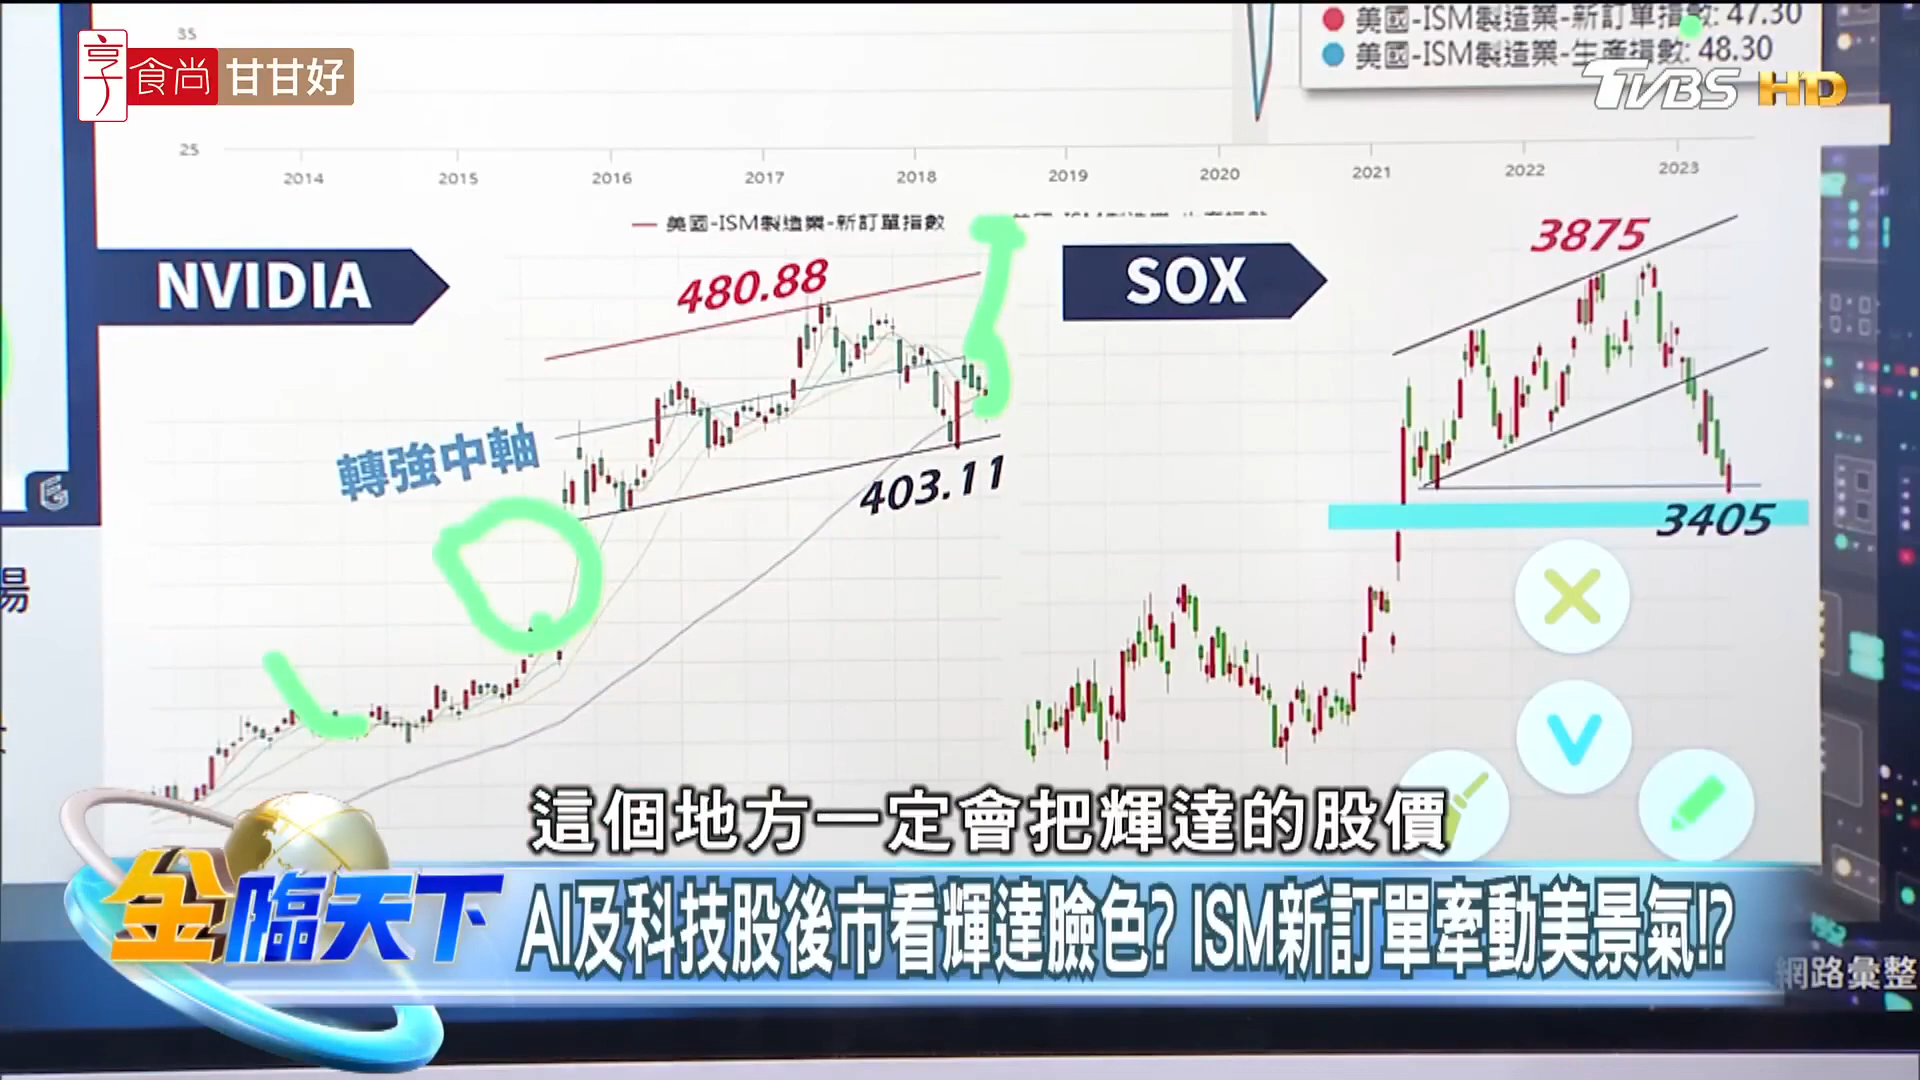 35
美國-ISM製造業-新訂單指數: 47.30
美國-ISM製造業-生產指數: 48.30
享食尚 甘甘好
TVBS HD
25
2014 2015 2016 2017 2018 2019 2020 2021 2022 2023
美國-ISM製造業-新訂單指數
NVIDIA
480.88
轉強中軸
403.11
SOX
3875
3405
這個地方一定會把輝達的股價
金臨天下
AI及科技股後市看輝達臉色? ISM新訂單牽動美景氣!?
網路彙整